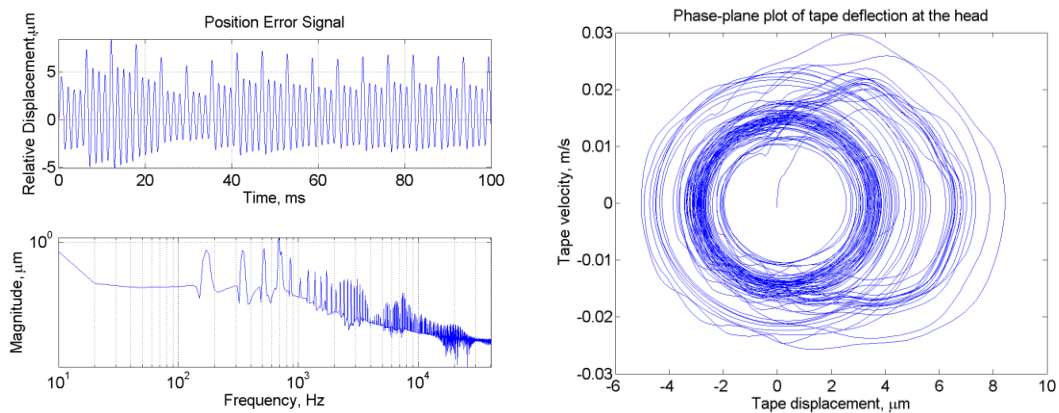 Position Error Signal
Relative Displacement,μm
5
0
-5
0 20 40 60 80 100
Time, ms
Magnitude, μm
10^0
10^1 10^2 10^3 10^4
Frequency, Hz
Phase-plane plot of tape deflection at the head
Tape velocity, m/s
0.03
0.02
0.01
0
-0.01
-0.02
-0.03
-6 -4 -2 0 2 4 6 8 10
Tape displacement, μm